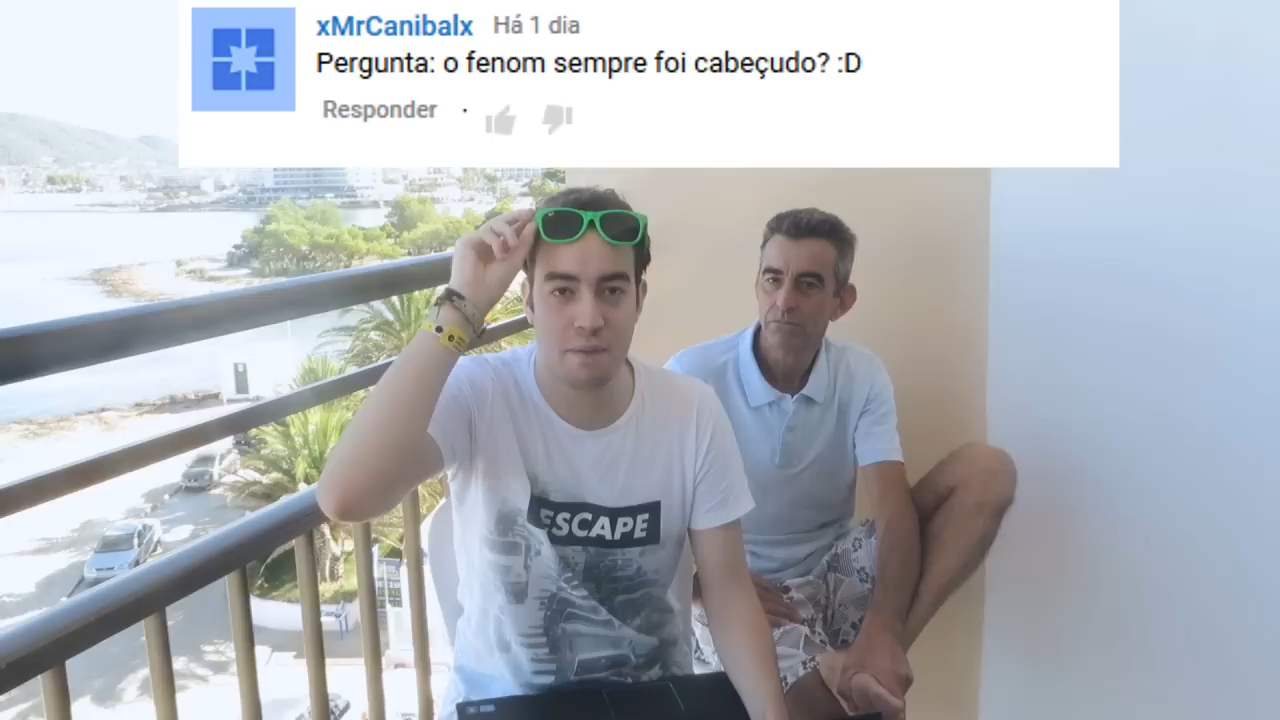 xMrCanibalx Há 1 dia
Pergunta: o fenom sempre foi cabeçudo? :D
Responder ·
ESCAPE